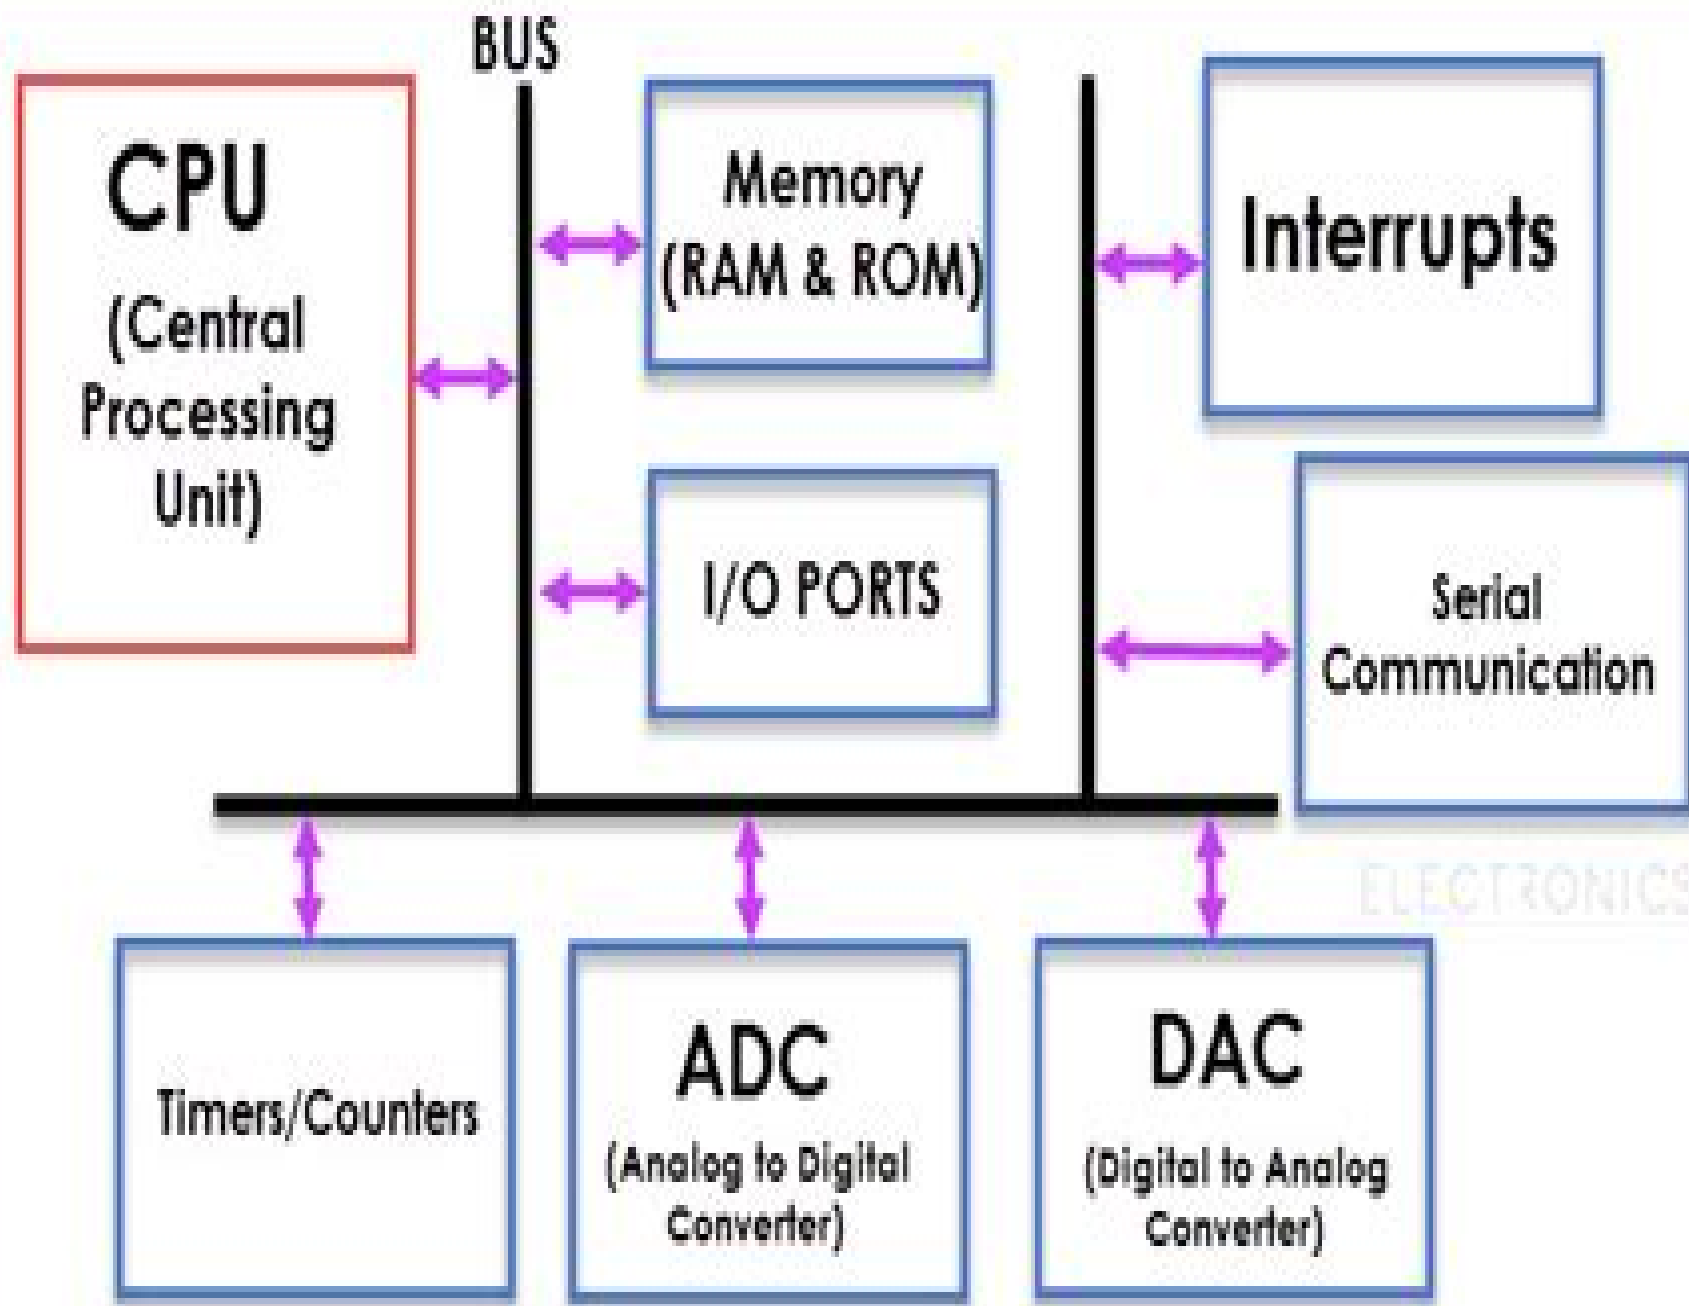 BUS
CPU
(Central
Processing
Unit)
Memory
(RAM & ROM)
Interrupts
I/O PORTS
Serial
Communication
ELECTRONICS
Timers/Counters
ADC
(Analog to Digital
Converter)
DAC
(Digital to Analog
Converter)